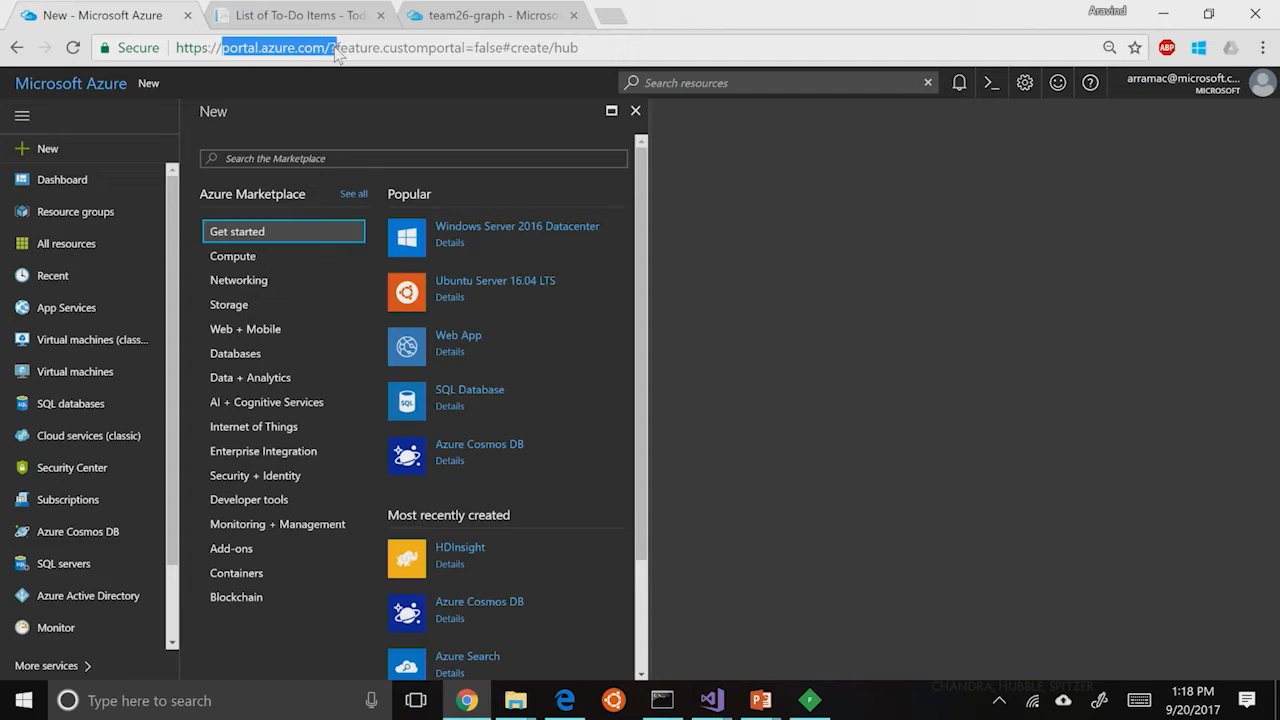 New - Microsoft Azure
List of To-Do Items - Tod
team26-graph - Microso
Aravind
Secure
https://portal.azure.com/?feature.customportal=false#create/hub
ABP
Microsoft Azure New
Search resources
arramac@microsoft.c...
MICROSOFT
New
Dashboard
Resource groups
All resources
Recent
App Services
Virtual machines (class...
Virtual machines
SQL databases
Cloud services (classic)
Security Center
Subscriptions
Azure Cosmos DB
SQL servers
Azure Active Directory
Monitor
More services
New
Search the Marketplace
Azure Marketplace
See all
Get started
Compute
Networking
Storage
Web + Mobile
Databases
Data + Analytics
AI + Cognitive Services
Internet of Things
Enterprise Integration
Security + Identity
Developer tools
Monitoring + Management
Add-ons
Containers
Blockchain
Popular
Windows Server 2016 Datacenter
Details
Ubuntu Server 16.04 LTS
Details
Web App
Details
SQL
SQL Database
Details
Azure Cosmos DB
Details
Most recently created
HDInsight
Details
Azure Cosmos DB
Details
Azure Search
Details
CHANDRA, HUBBLE, SPITZER
Type here to search
1:18 PM
9/20/2017